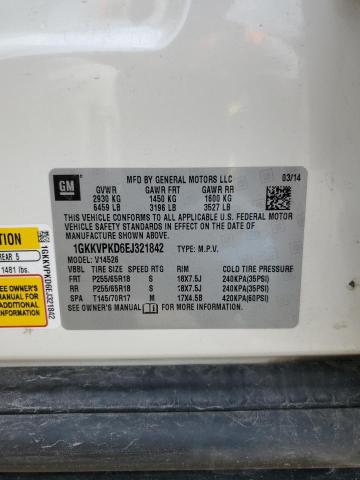 GM
MFD BY GENERAL MOTORS LLC 03/14
GVWR GAWR FRT GAWR RR
2930 KG 1450 KG 1600 KG
6459 LB 3196 LB 3527 LB
THIS VEHICLE CONFORMS TO ALL APPLICABLE U.S. FEDERAL MOTOR
VEHICLE SAFETY STANDARDS IN EFFECT ON THE DATE OF
MANUFACTURE SHOWN ABOVE.
1GKKVPKD6EJ321842 TYPE: M.P.V.
MODEL: V14526
VBBL TIRE SIZE SPEED RTG RIM COLD TIRE PRESSURE
FRT P255/65R18 S 18X7.5J 240KPA(35PSI)
RR P255/65R18 S 18X7.5J 240KPA(35PSI)
SPA T145/70R17 M 17X4.5B 420KPA(60PSI)
SEE OWNER'S MANUAL FOR ADDITIONAL INFORMATION
TION
REAR 5
1481 lbs.
SEE OWNER'S
MANUAL FOR
ADDITIONAL
INFORMATION
1GKKVPKD6EJ321842